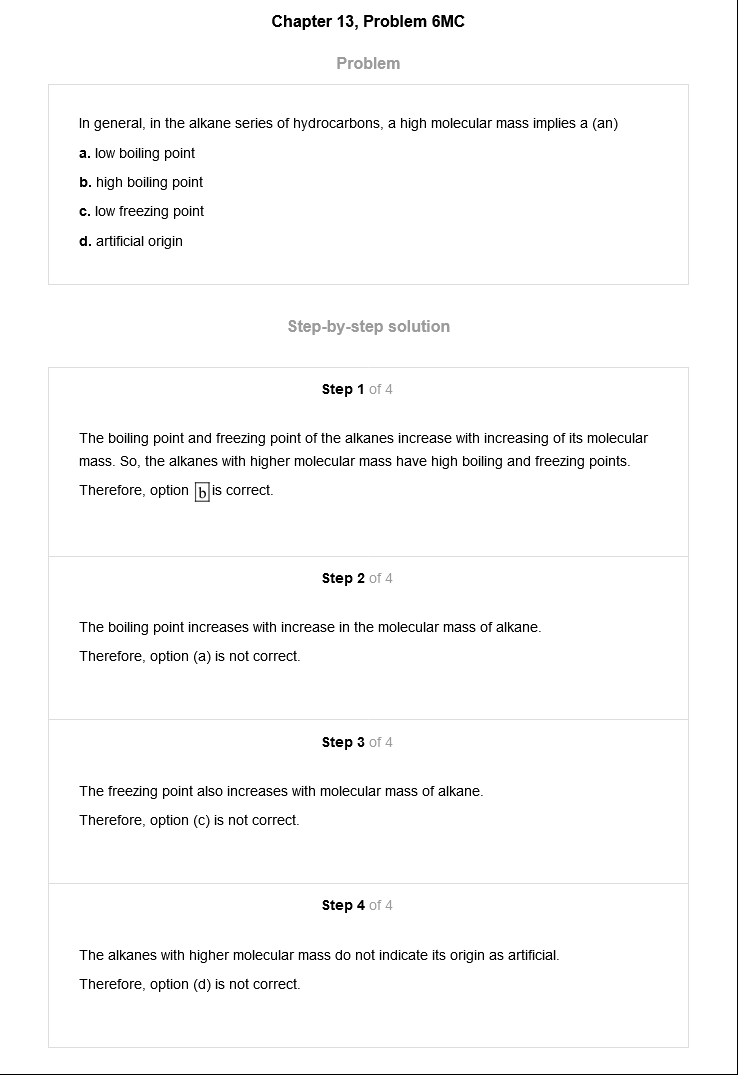 Chapter 13, Problem 6MC
Problem
In general, in the alkane series of hydrocarbons, a high molecular mass implies a (an)
a. low boiling point
b. high boiling point
c. low freezing point
d. artificial origin
Step-by-step solution
Step 1 of 4
The boiling point and freezing point of the alkanes increase with increasing of its molecular
mass. So, the alkanes with higher molecular mass have high boiling and freezing points.
Therefore, option b is correct.
Step 2 of 4
The boiling point increases with increase in the molecular mass of alkane.
Therefore, option (a) is not correct.
Step 3 of 4
The freezing point also increases with molecular mass of alkane.
Therefore, option (c) is not correct.
Step 4 of 4
The alkanes with higher molecular mass do not indicate its origin as artificial.
Therefore, option (d) is not correct.